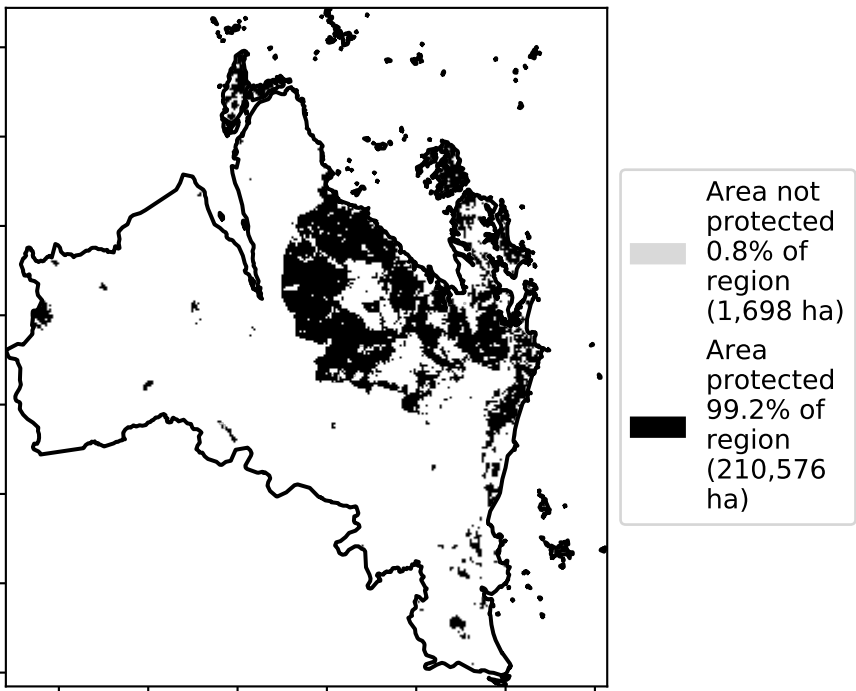 Area not
protected
0.8% of
region
(1,698 ha)
Area
protected
99.2% of
region
(210,576
ha)